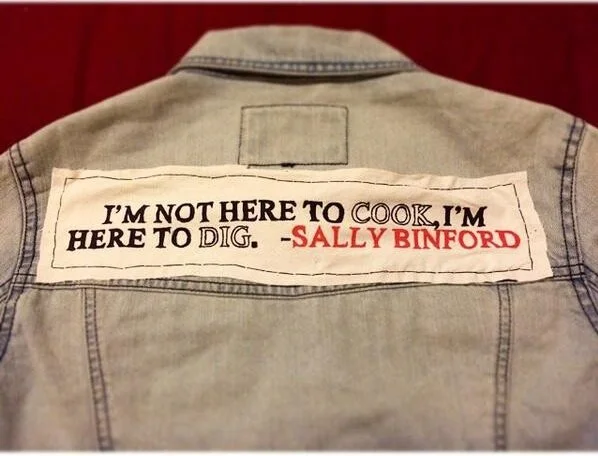 I'M NOT HERE TO COOK, I'M
HERE TO DIG. -SALLY BINFORD